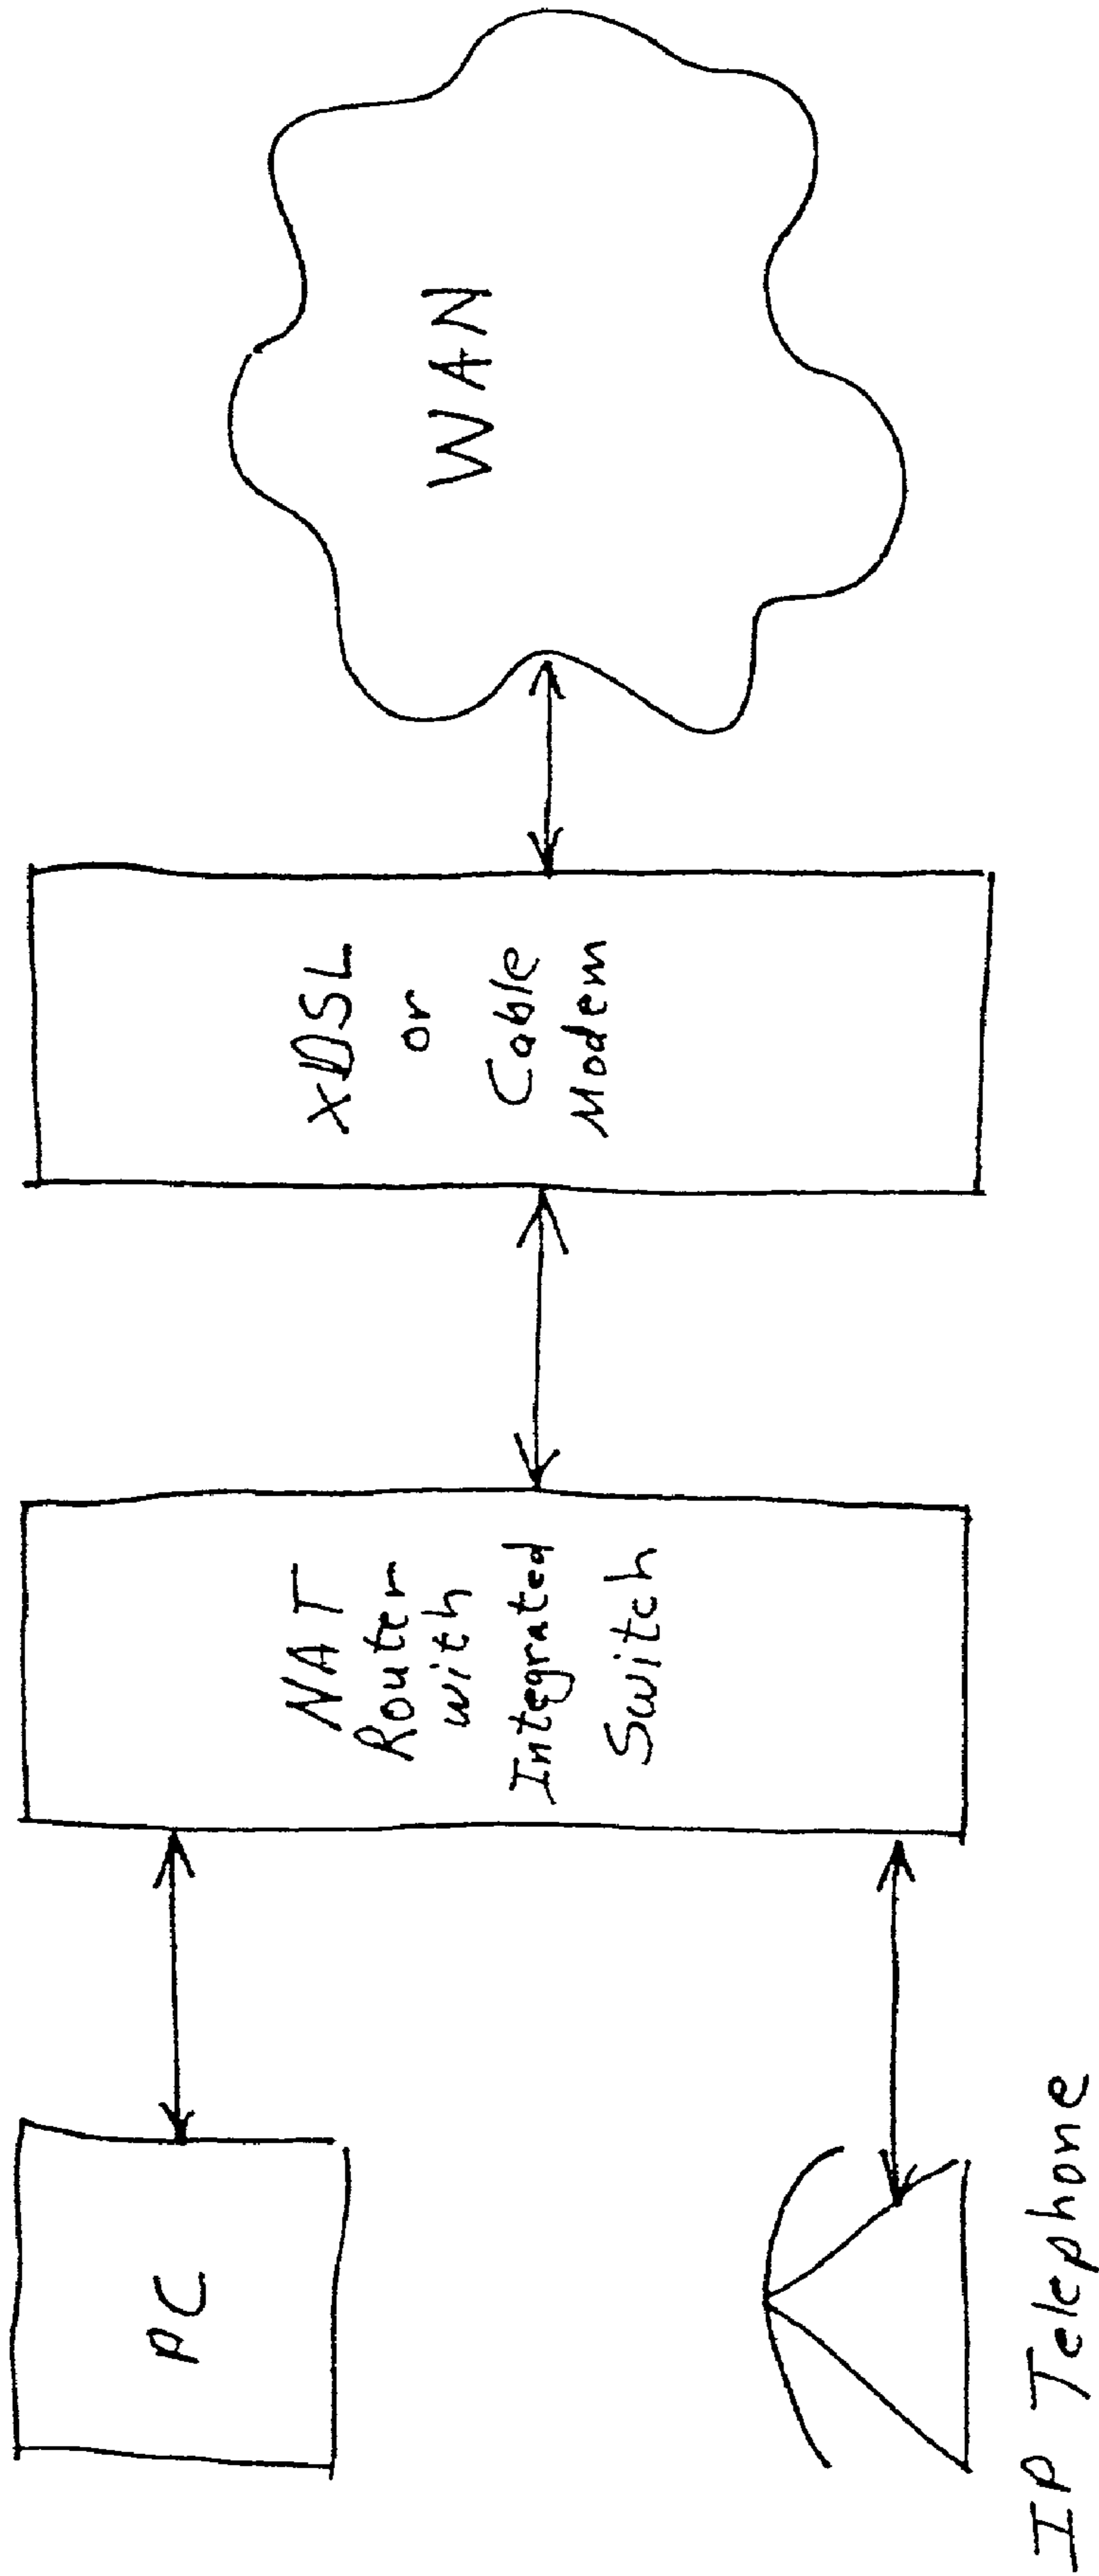 PC
IP Telephone
NAT
Router
with
Integrated
Switch
xDSL
or
Cable
Modem
WAN